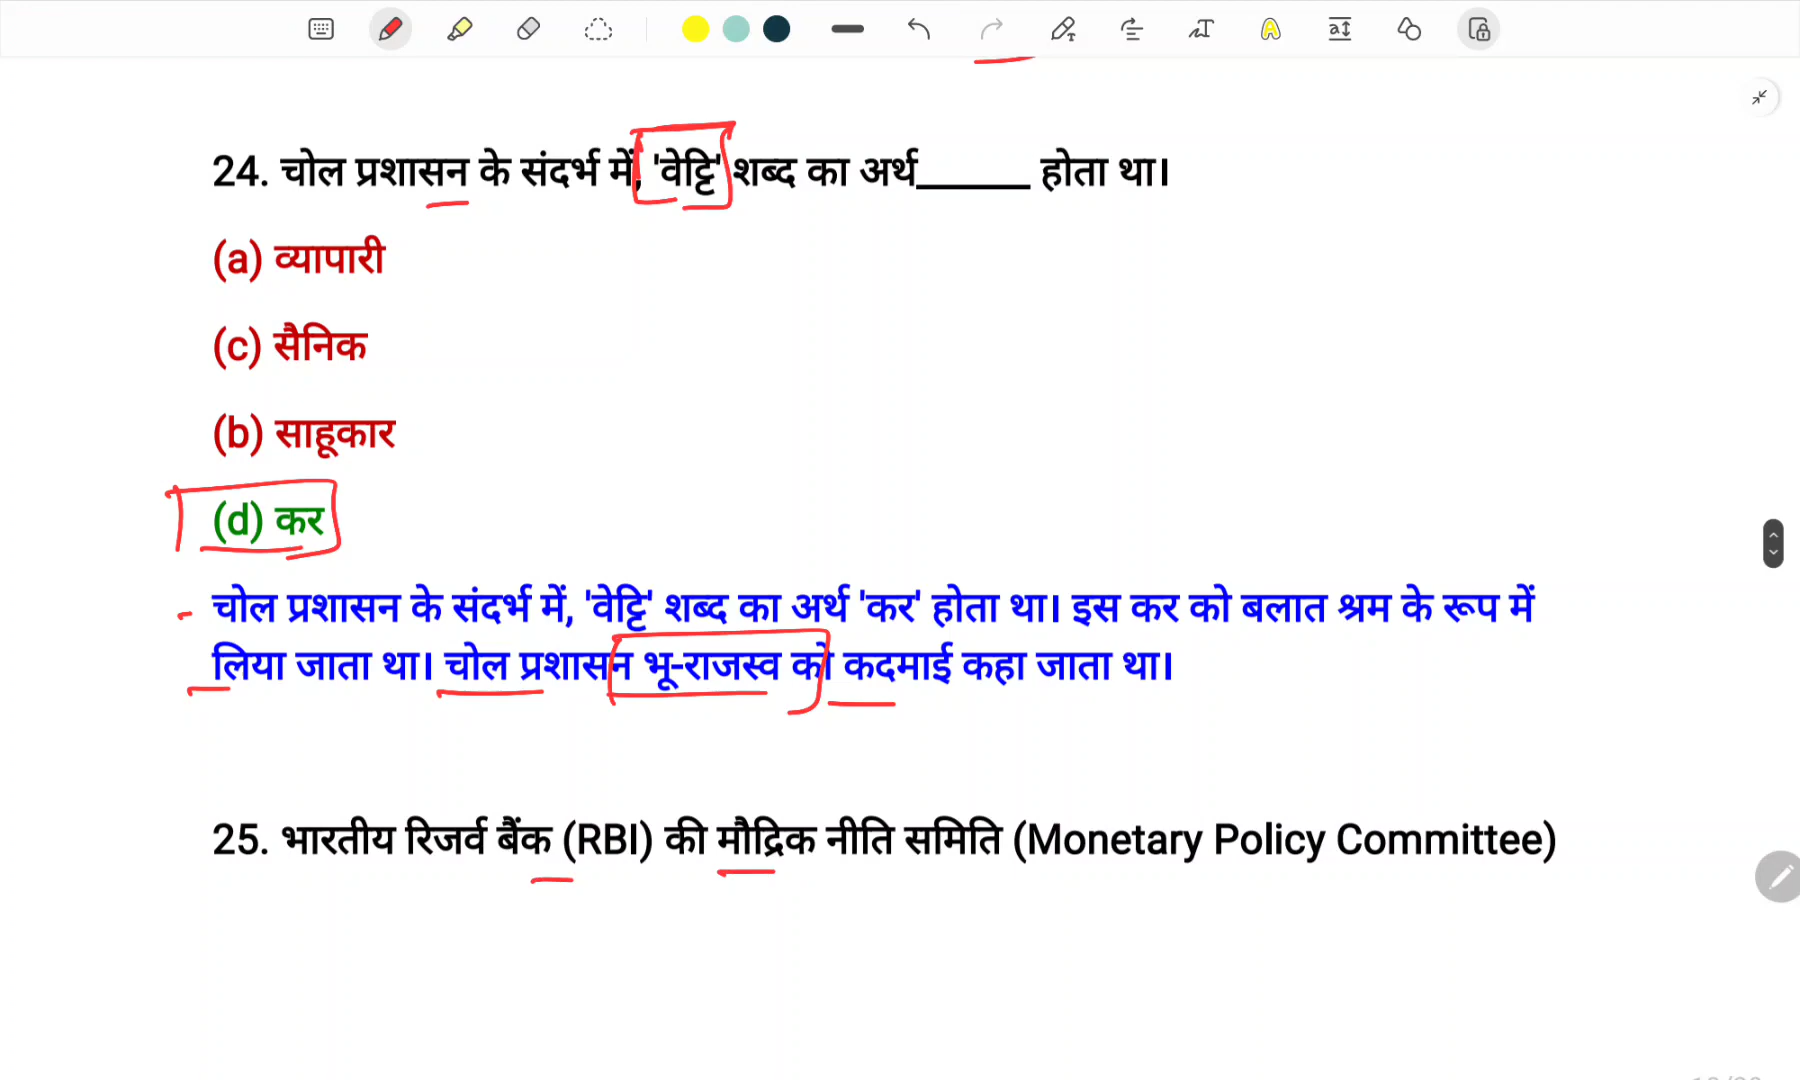 24. चोल प्रशासन के संदर्भ में, 'वेट्टि' शब्द का अर्थ______ होता था।
(a) व्यापारी
(c) सैनिक
(b) साहूकार
(d) कर
चोल प्रशासन के संदर्भ में, 'वेट्टि' शब्द का अर्थ 'कर' होता था। इस कर को बलात श्रम के रूप में
लिया जाता था। चोल प्रशासन भू-राजस्व को कदमाई कहा जाता था।
25. भारतीय रिजर्व बैंक (RBI) की मौद्रिक नीति समिति (Monetary Policy Committee)